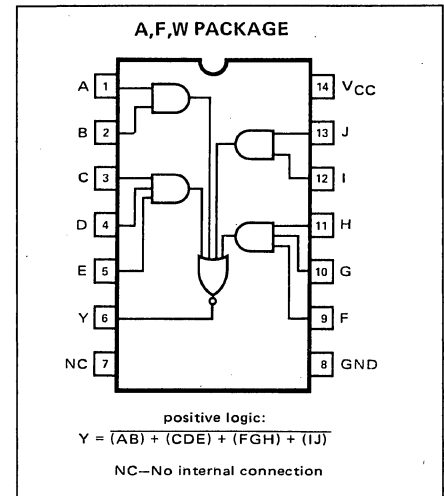 A,F,W PACKAGE
A 1
B 2
C 3
D 4
E 5
Y 6
NC 7
14 VCC
13 J
12 I
11 H
10 G
9 F
8 GND
positive logic:
Y = (AB) + (CDE) + (FGH) + (IJ)
NC—No internal connection